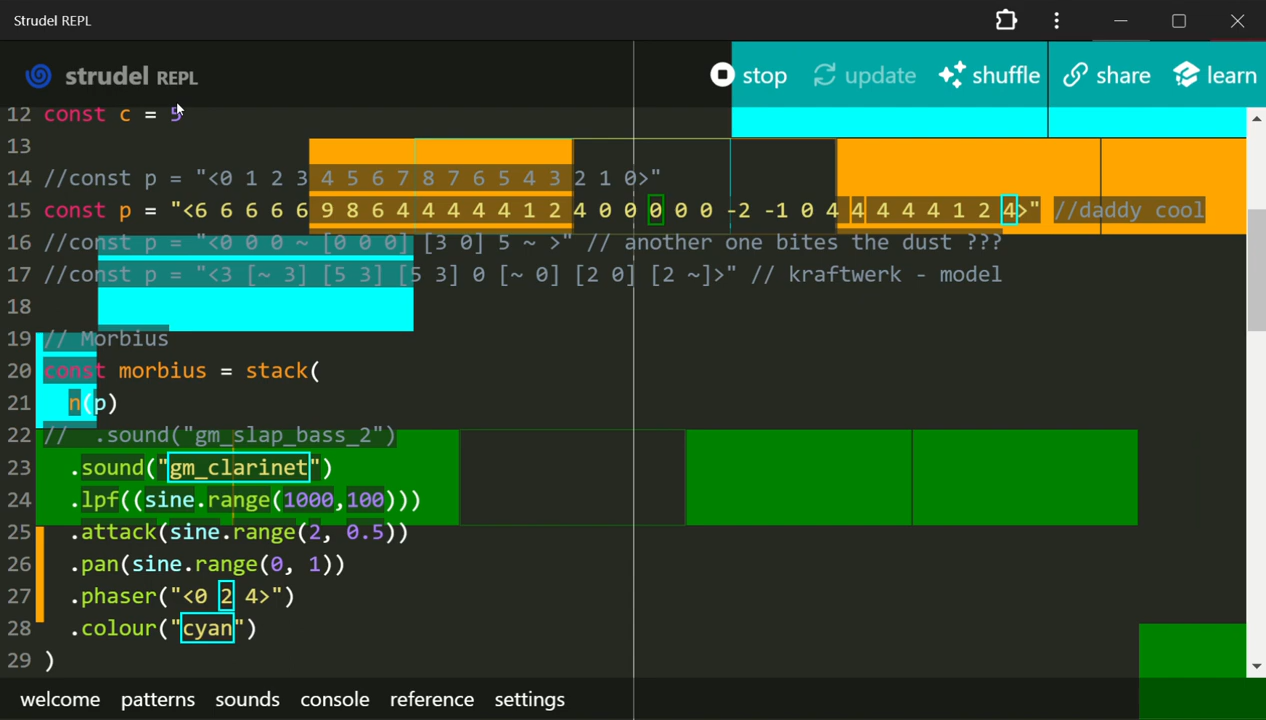 Strudel REPL
strudel REPL
stop update shuffle share learn
12 const c = 5
13
14 //const p = "<0 1 2 3 4 5 6 7 8 7 6 5 4 3 2 1 0>"
15 const p = "<6 6 6 6 6 9 8 6 4 4 4 4 4 1 2 4 0 0 0 0 0 -2 -1 0 4 4 4 4 4 1 2 4>" //daddy cool
16 //const p = "<0 0 0 ~ [0 0 0] [3 0] 5 ~ >" // another one bites the dust ???
17 //const p = "<3 [~ 3] [5 3] [5 3] 0 [~ 0] [2 0] [2 ~]>" // kraftwerk - model
18
19 // Morbius
20 const morbius = stack(
21 n(p)
22 // .sound("gm_slap_bass_2")
23 .sound("gm_clarinet")
24 .lpf((sine.range(1000,100)))
25 .attack(sine.range(2, 0.5))
26 .pan(sine.range(0, 1))
27 .phaser("<0 2 4>")
28 .colour("cyan")
29 )
welcome patterns sounds console reference settings